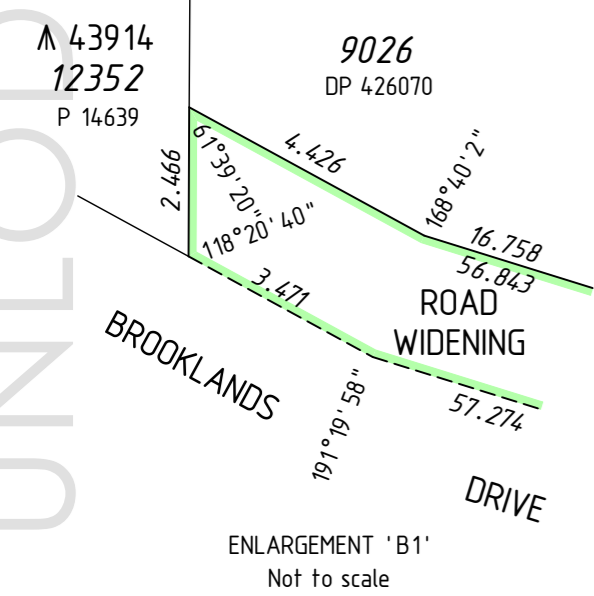 ⩚ 43914
12352
P 14639
9026
DP 426070
4.426
168°40'2"
61°39'20"
2.466
118°20'40"
16.758
56.843
3.471
ROAD
WIDENING
BROOKLANDS
191°19'58"
57.274
DRIVE
ENLARGEMENT 'B1'
Not to scale
UNLOD